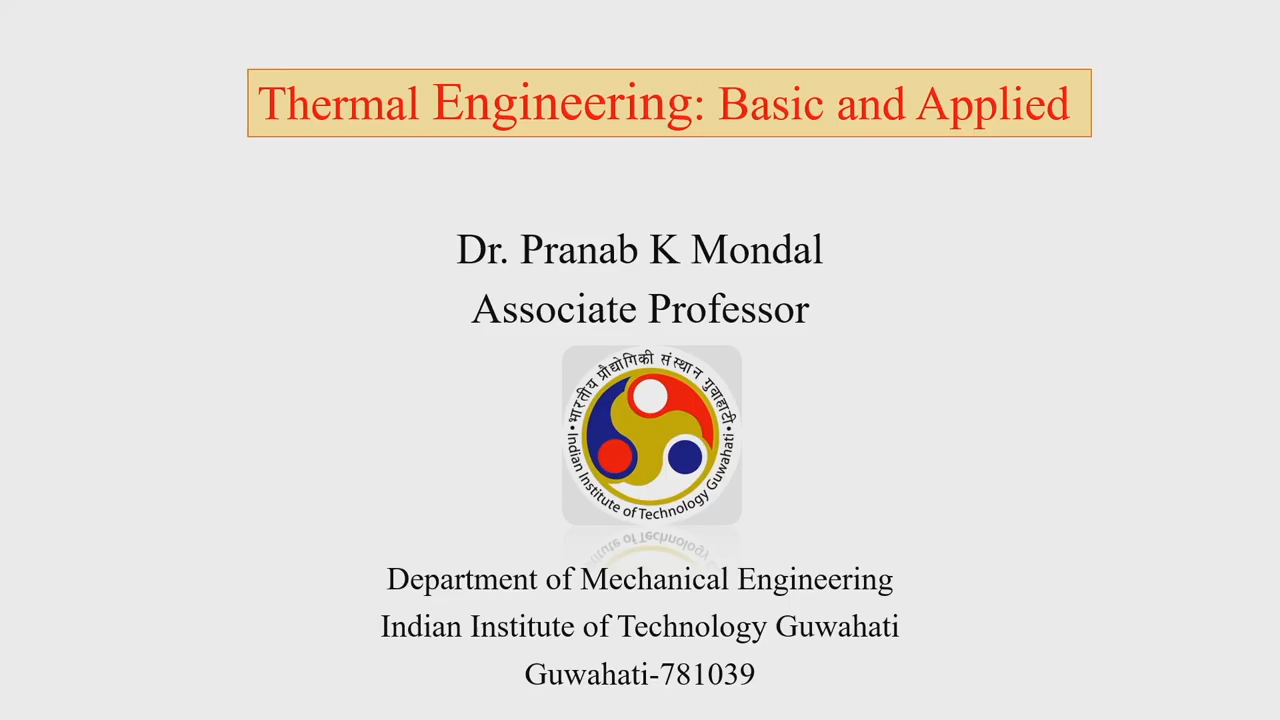 Thermal Engineering: Basic and Applied
Dr. Pranab K Mondal
Associate Professor
भारतीय प्रौद्योगिकी संस्थान गुवाहाटी
Indian Institute of Technology Guwahati
Department of Mechanical Engineering
Indian Institute of Technology Guwahati
Guwahati-781039